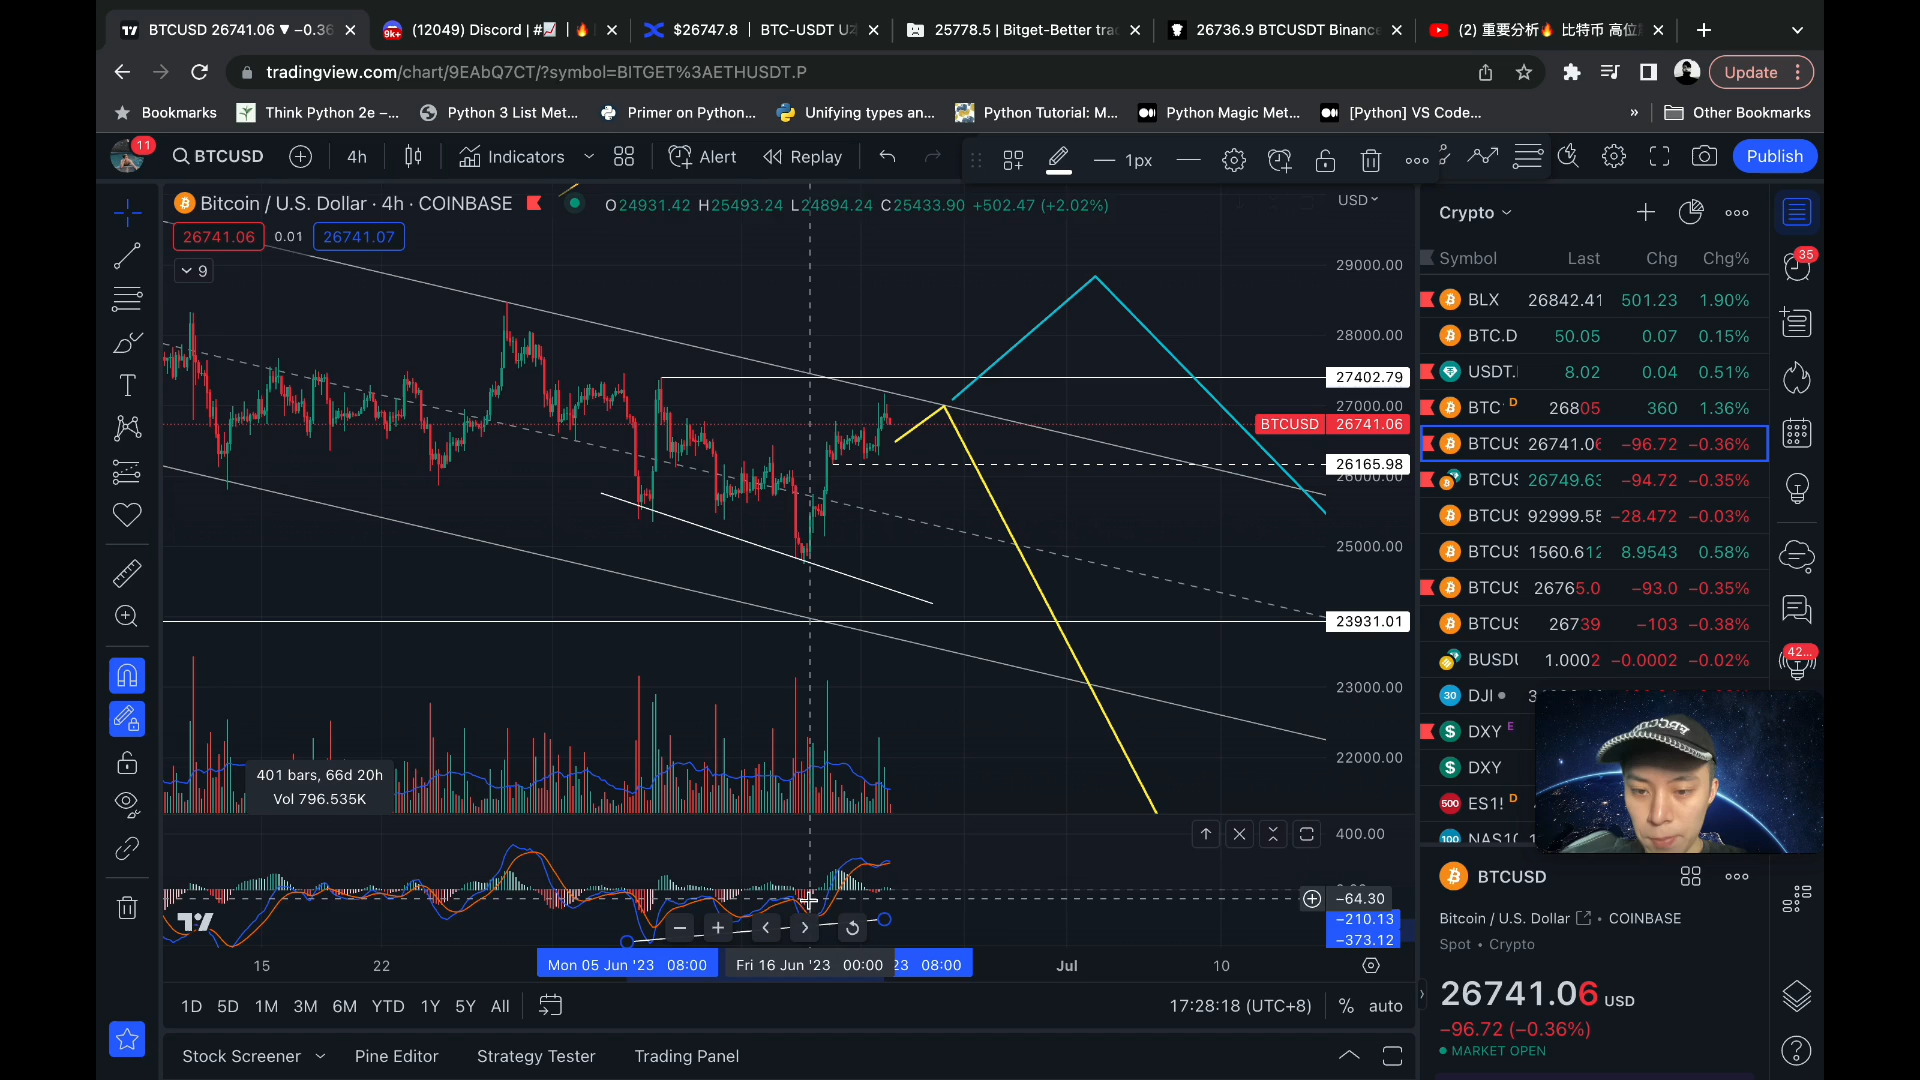 BTCUSD 26741.06 ▼ −0.36
(12049) Discord | #📈 | 🔥
$26747.8 | BTC-USDT U
25778.5 | Bitget-Better tra
26736.9 BTCUSDT Binance
(2) 重要分析🔥 比特币 高位
tradingview.com/chart/9EAbQ7CT/?symbol=BITGET%3AETHUSDT.P
Update
Bookmarks
Think Python 2e –...
Python 3 List Met...
Primer on Python...
Unifying types an...
Python Tutorial: M...
Python Magic Met...
[Python] VS Code...
» Other Bookmarks
11
BTCUSD
4h
Indicators
Alert
Replay
1px
Publish
Bitcoin / U.S. Dollar · 4h · COINBASE
O24931.42 H25493.24 L24894.24 C25433.90 +502.47 (+2.02%)
USD
26741.06 0.01 26741.07
9
29000.00
28000.00
27402.79
27000.00
BTCUSD 26741.06
26165.98
26000.00
25000.00
23931.01
23000.00
22000.00
401 bars, 66d 20h
Vol 796.535K
400.00
−64.30
−210.13
−373.12
15
22
Mon 05 Jun '23 08:00
Fri 16 Jun '23 00:00
23 08:00
Jul
10
1D 5D 1M 3M 6M YTD 1Y 5Y All
17:28:18 (UTC+8)
% auto
Stock Screener
Pine Editor
Strategy Tester
Trading Panel
Crypto
Symbol Last Chg Chg%
BLX 26842.41 501.23 1.90%
BTC.D 50.05 0.07 0.15%
USDT. 8.02 0.04 0.51%
BTC D 26805 360 1.36%
BTCUS 26741.06 −96.72 −0.36%
BTCUS 26749.63 −94.72 −0.35%
BTCUS 92999.55 −28.472 −0.03%
BTCUS 1560.612 8.9543 0.58%
BTCUS 26765.0 −93.0 −0.35%
BTCUS 26739 −103 −0.38%
BUSDU 1.0002 −0.0002 −0.02%
30 DJI
DXY E
DXY
500 ES1! D
100 NAS10
35
42...
BTCUSD
Bitcoin / U.S. Dollar • COINBASE
Spot • Crypto
26741.06 USD
−96.72 (−0.36%)
MARKET OPEN